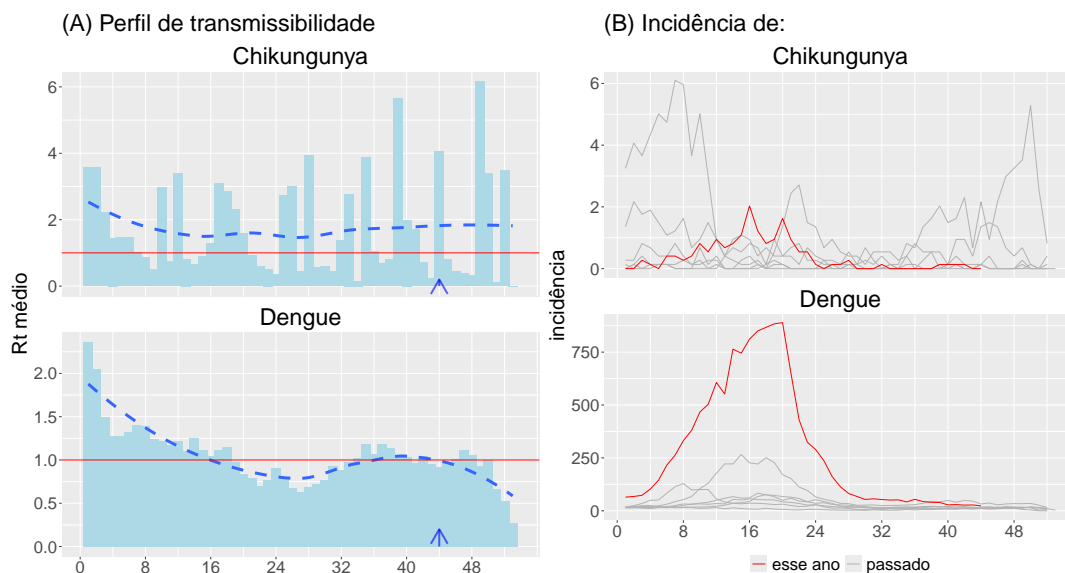 (A) Perfil de transmissibilidade
Chikungunya
6
4
2
0
Dengue
2.0
1.5
1.0
0.5
0.0
0 8 16 24 32 40 48
Rt médio
(B) Incidência de:
Chikungunya
6
4
2
0
Dengue
750
500
250
0
0 8 16 24 32 40 48
incidência
esse ano passado